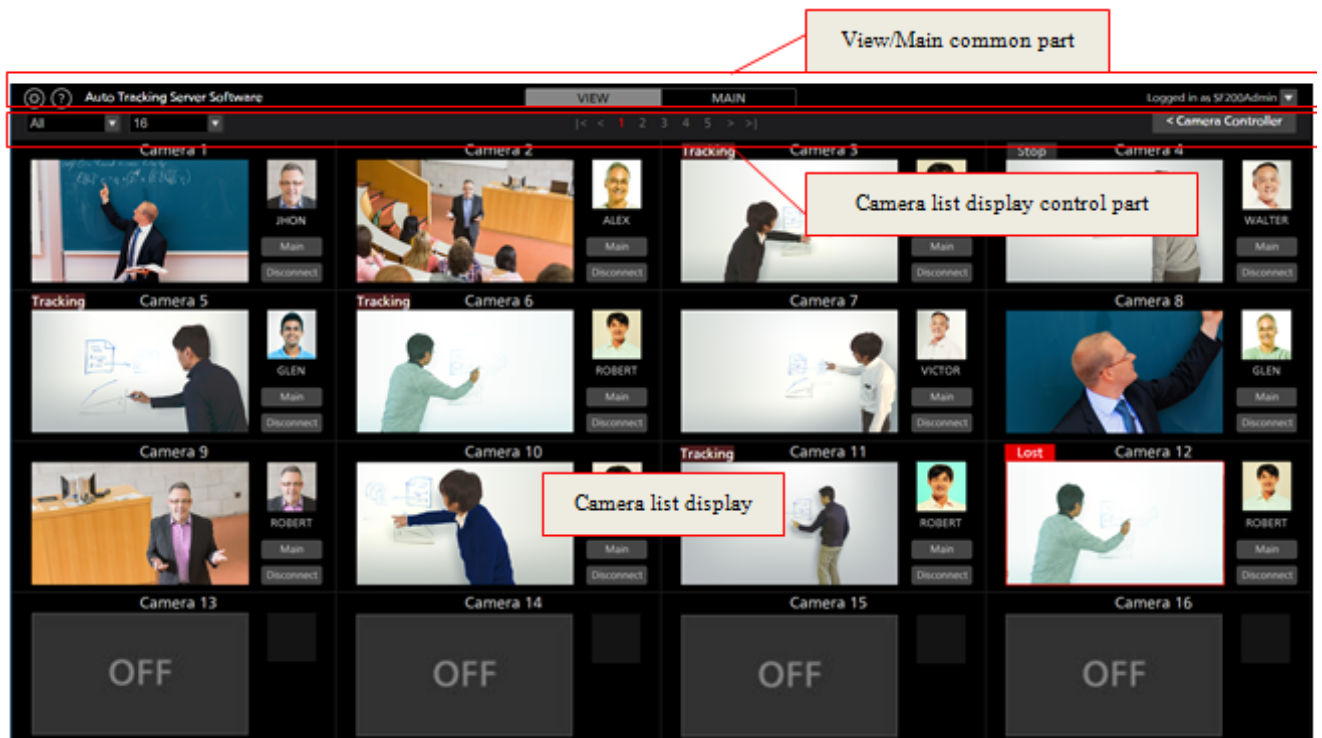 View/Main common part
Auto Tracking Server Software
VIEW
MAIN
Logged in as SF200Admin
All
16
|< < 1 2 3 4 5 > >|
< Camera Controller
Camera 1
Camera 2
Tracking
Camera 3
Stop
Camera 4
Camera list display control part
JHON
Main
Disconnect
ALEX
Main
Disconnect
Main
Disconnect
WALTER
Main
Disconnect
Tracking
Camera 5
Tracking
Camera 6
Camera 7
Camera 8
GLEN
Main
Disconnect
ROBERT
Main
Disconnect
VICTOR
Main
Disconnect
GLEN
Main
Disconnect
Camera 9
Camera 10
Tracking
Camera 11
Lost
Camera 12
Camera list display
ROBERT
Main
Disconnect
Main
Disconnect
ROBERT
Main
Disconnect
ROBERT
Main
Disconnect
Camera 13
Camera 14
Camera 15
Camera 16
OFF
OFF
OFF
OFF